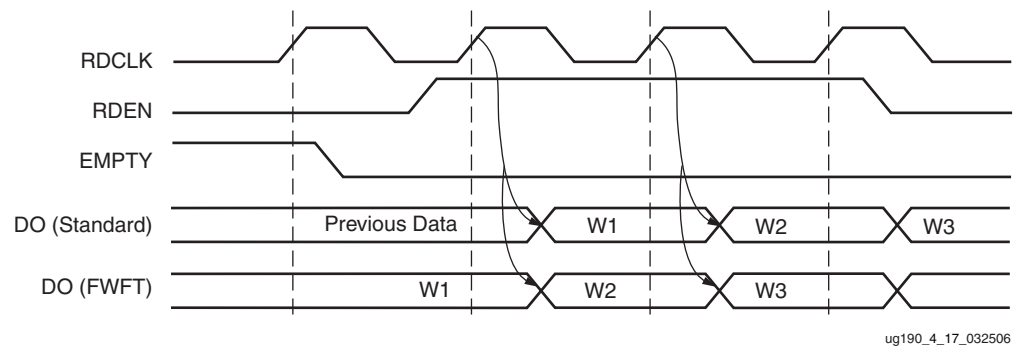 RDCLK
RDEN
EMPTY
DO (Standard) Previous Data W1 W2 W3
DO (FWFT) W1 W2 W3
ug190_4_17_032506